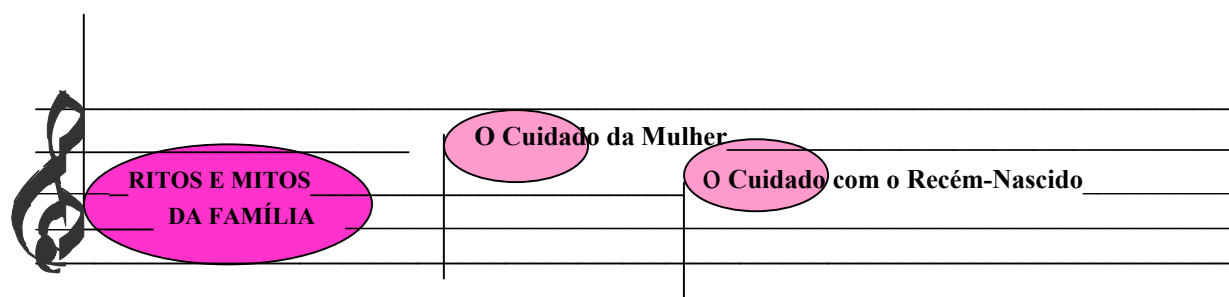 O Cuidado da Mulher
RITOS E MITOS
DA FAMÍLIA
O Cuidado com o Recém-Nascido